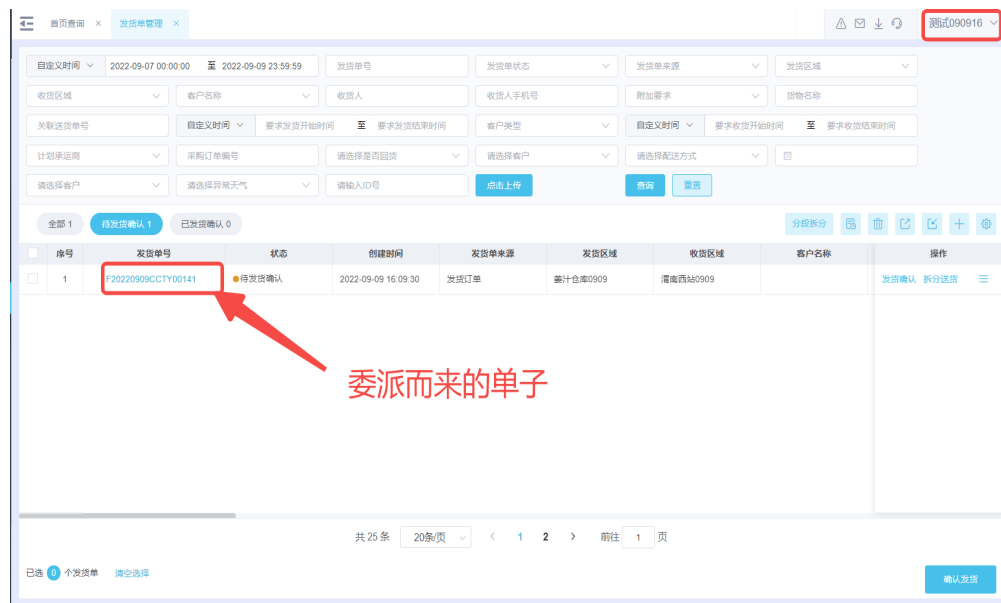 首页查询 × 发货单管理 × 测试090916
自定义时间 2022-09-07 00:00:00 至 2022-09-09 23:59:59 发货单号 发货单状态 发货单来源 发货区域
收货区域 客户名称 收货人 收货人手机号 附加要求 货物名称
关联送货单号 自定义时间 要求发货开始时间 至 要求发货结束时间 客户类型 自定义时间 要求收货开始时间 至 要求收货结束时间
计划承运商 采购订单编号 请选择是否回货 请选择客户 请选择配送方式
请选择客户 请选择异常天气 请输入ID号 点击上传 查询 重置
全部 1 待发货确认 1 已发货确认 0 分段拆分
序号 发货单号 状态 创建时间 发货单来源 发货区域 收货区域 客户名称 操作
1 F20220909CCTY00141 待发货确认 2022-09-09 16:09:30 发货订单 姜汁仓库0909 渭南西站0909 发货确认 拆分送货
委派而来的单子
共 25 条 20条/页 < 1 2 > 前往 1 页
已选 0 个发货单 清空选择 确认发货